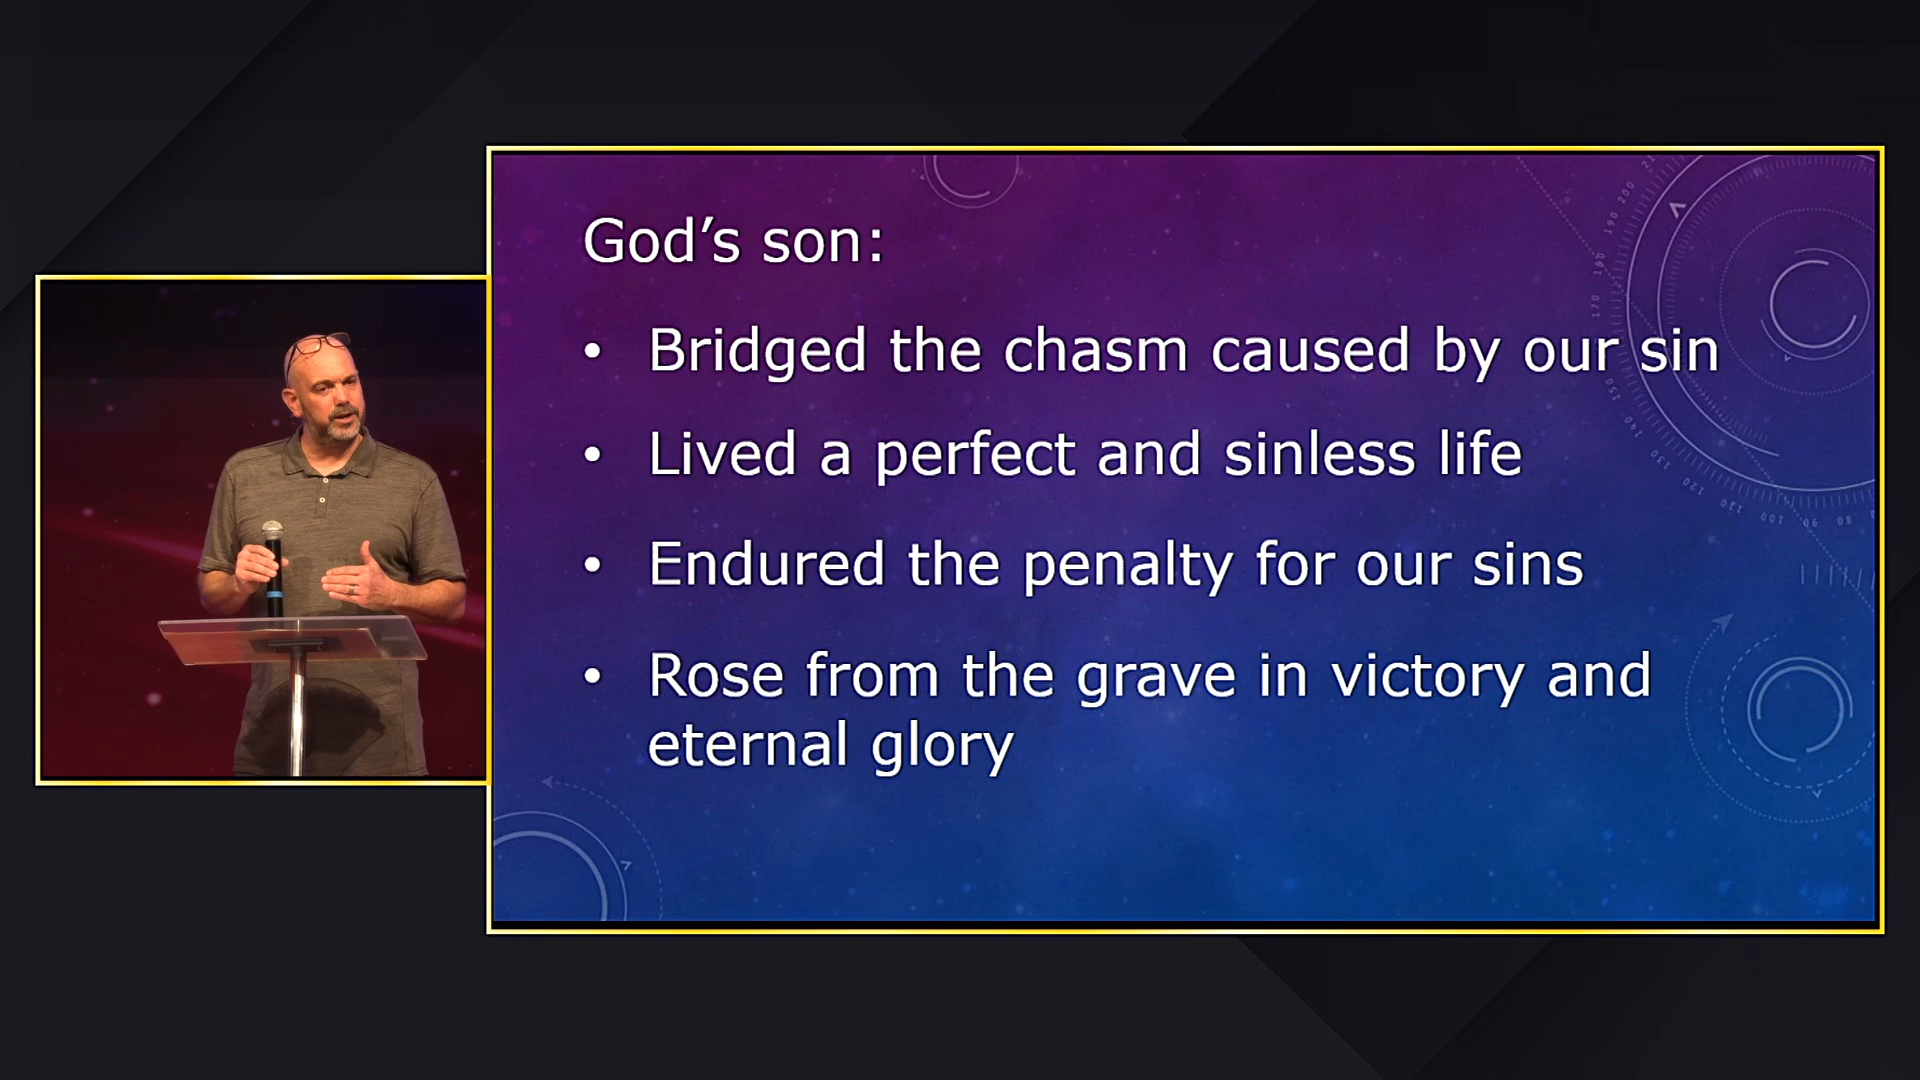 God's son:
• Bridged the chasm caused by our sin
• Lived a perfect and sinless life
• Endured the penalty for our sins
• Rose from the grave in victory and
eternal glory